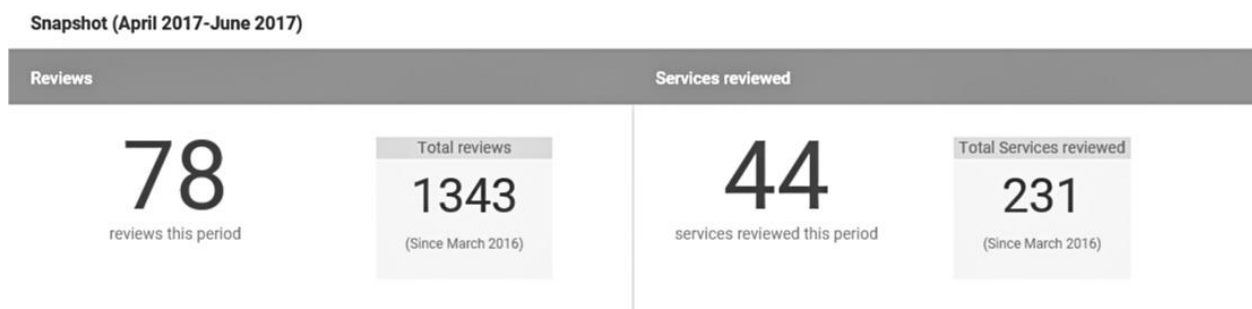 Snapshot (April 2017-June 2017)
Reviews
Services reviewed
78
reviews this period
Total reviews
1343
(Since March 2016)
44
services reviewed this period
Total Services reviewed
231
(Since March 2016)